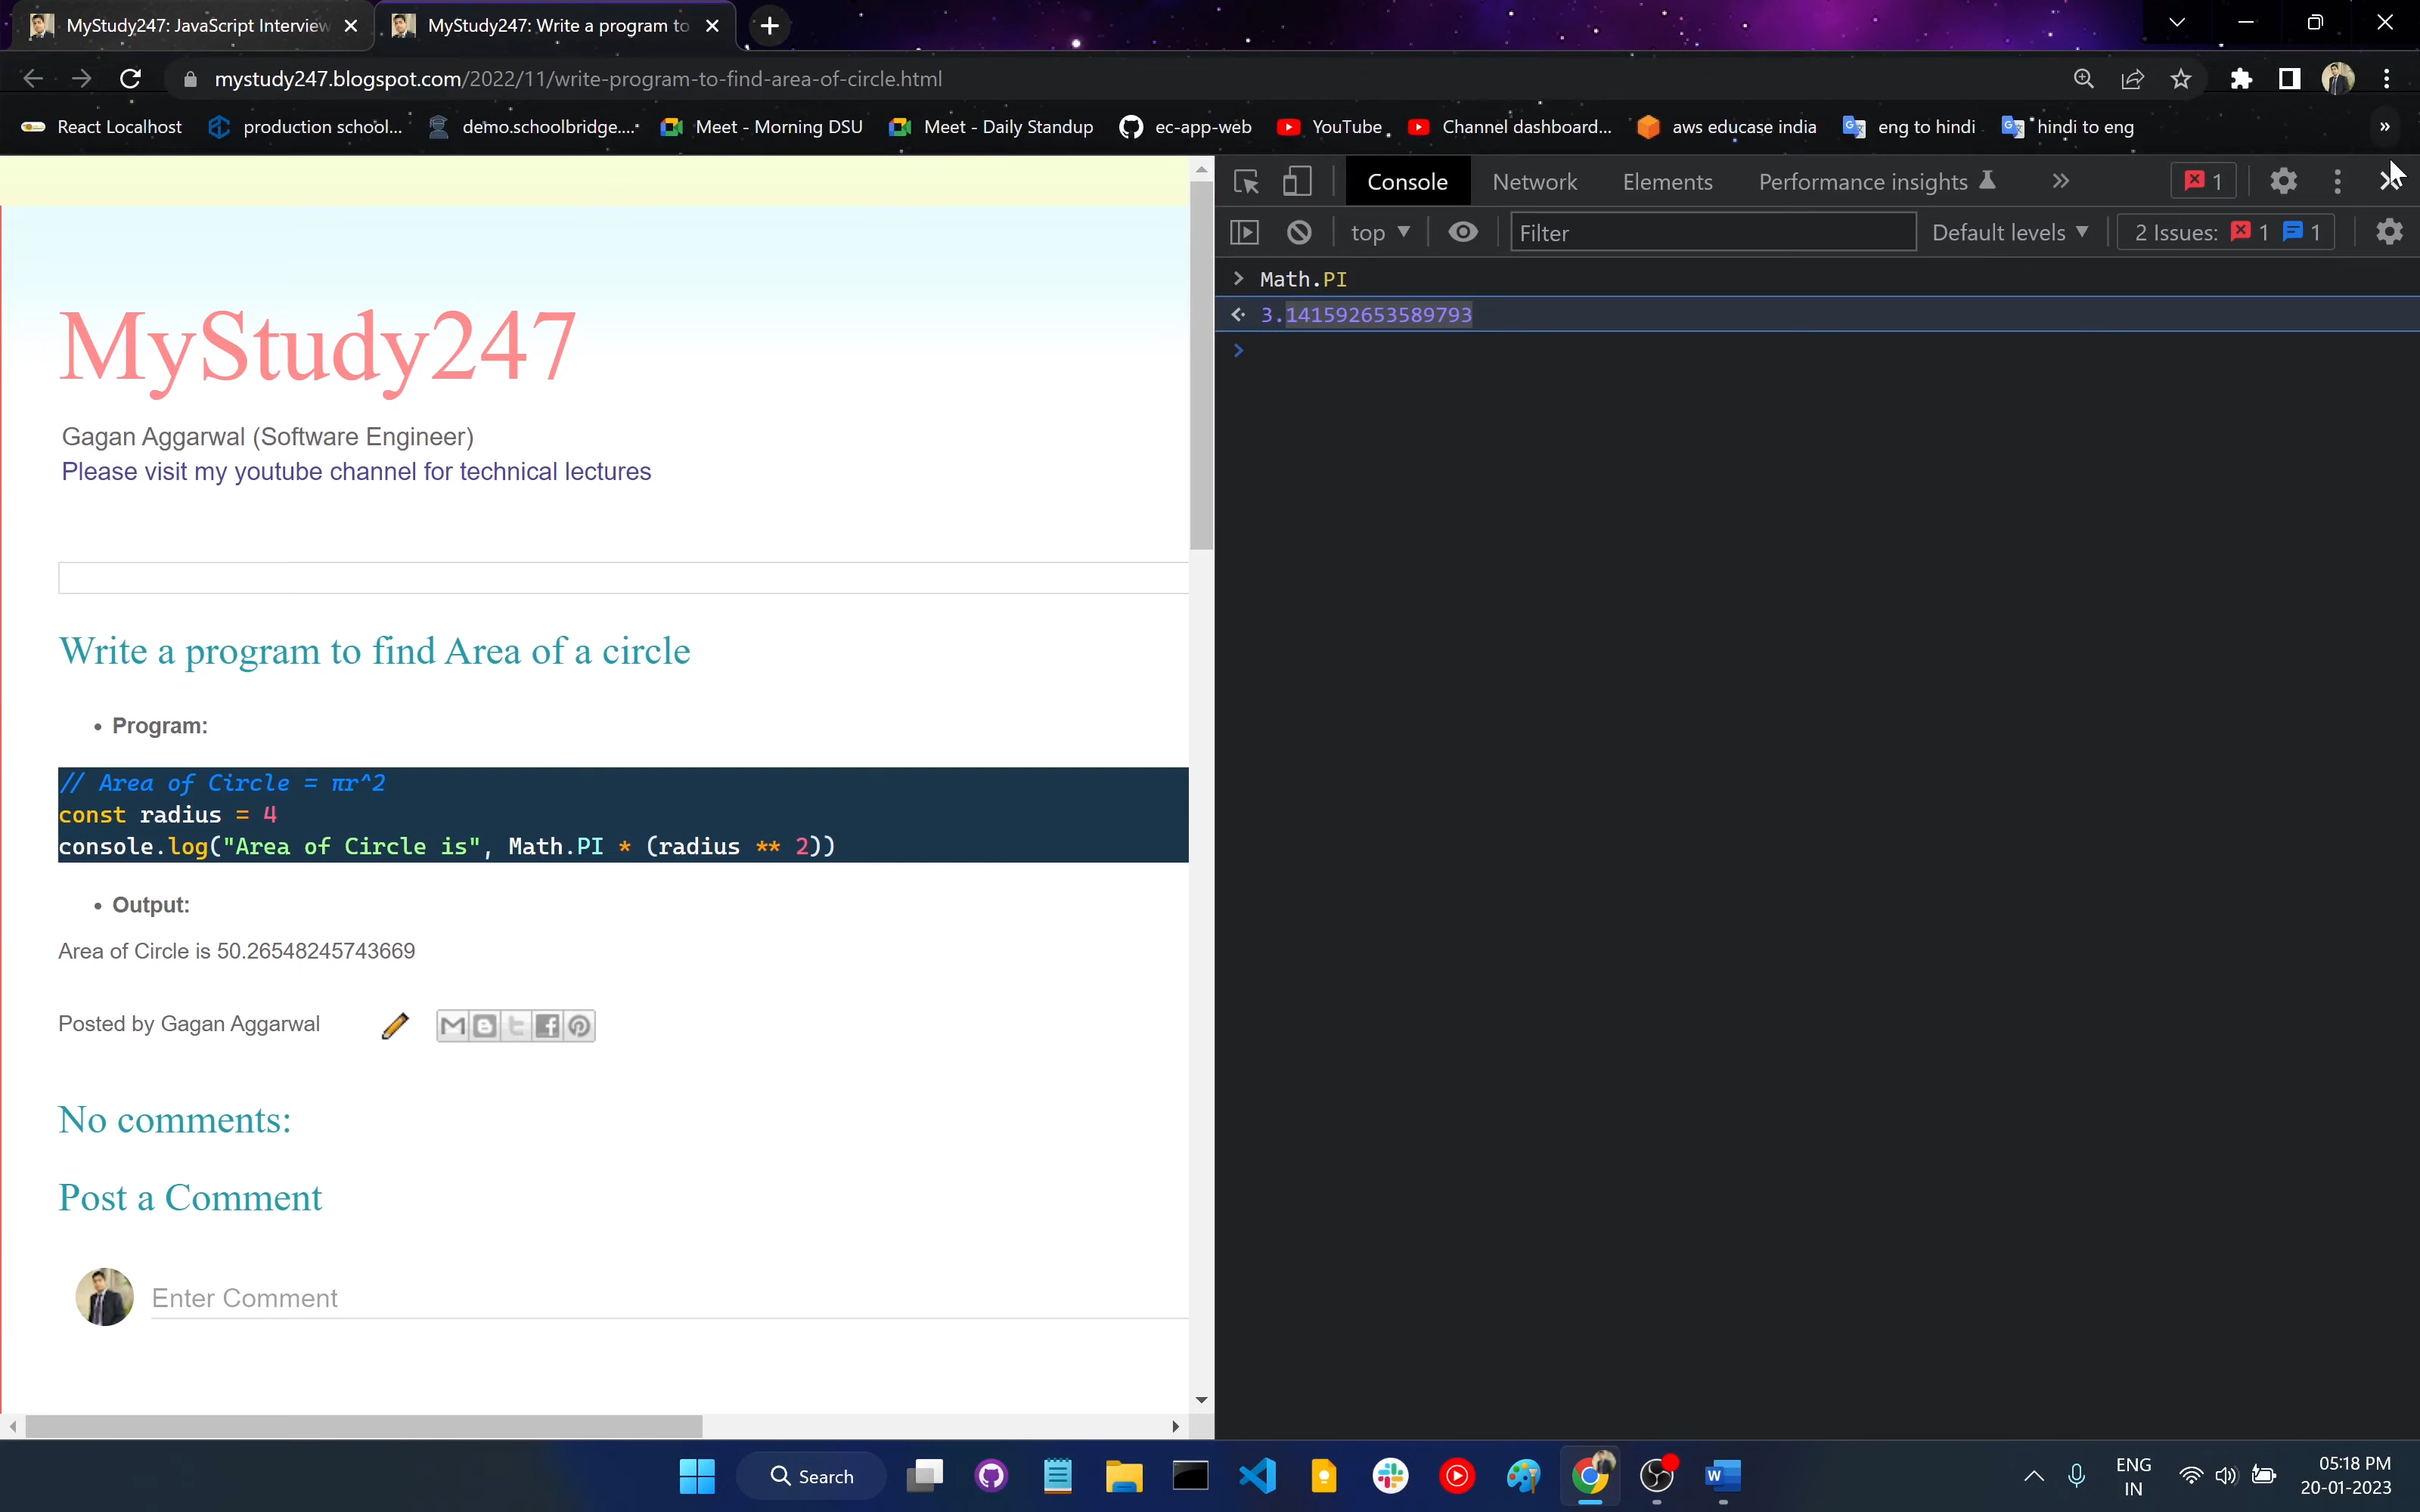 MyStudy247: JavaScript Interview
MyStudy247: Write a program to
mystudy247.blogspot.com/2022/11/write-program-to-find-area-of-circle.html
React Localhost production school... demo.schoolbridge.... Meet - Morning DSU Meet - Daily Standup ec-app-web YouTube Channel dashboard... aws educase india eng to hindi hindi to eng »
Console Network Elements Performance insights » 1
top Filter Default levels 2 Issues: 1 1
Math.PI
3.141592653589793
MyStudy247
Gagan Aggarwal (Software Engineer)
Please visit my youtube channel for technical lectures
Write a program to find Area of a circle
• Program:
// Area of Circle = πr^2
const radius = 4
console.log("Area of Circle is", Math.PI * (radius ** 2))
• Output:
Area of Circle is 50.26548245743669
Posted by Gagan Aggarwal
No comments:
Post a Comment
Enter Comment
Search
ENG
IN
05:18 PM
20-01-2023